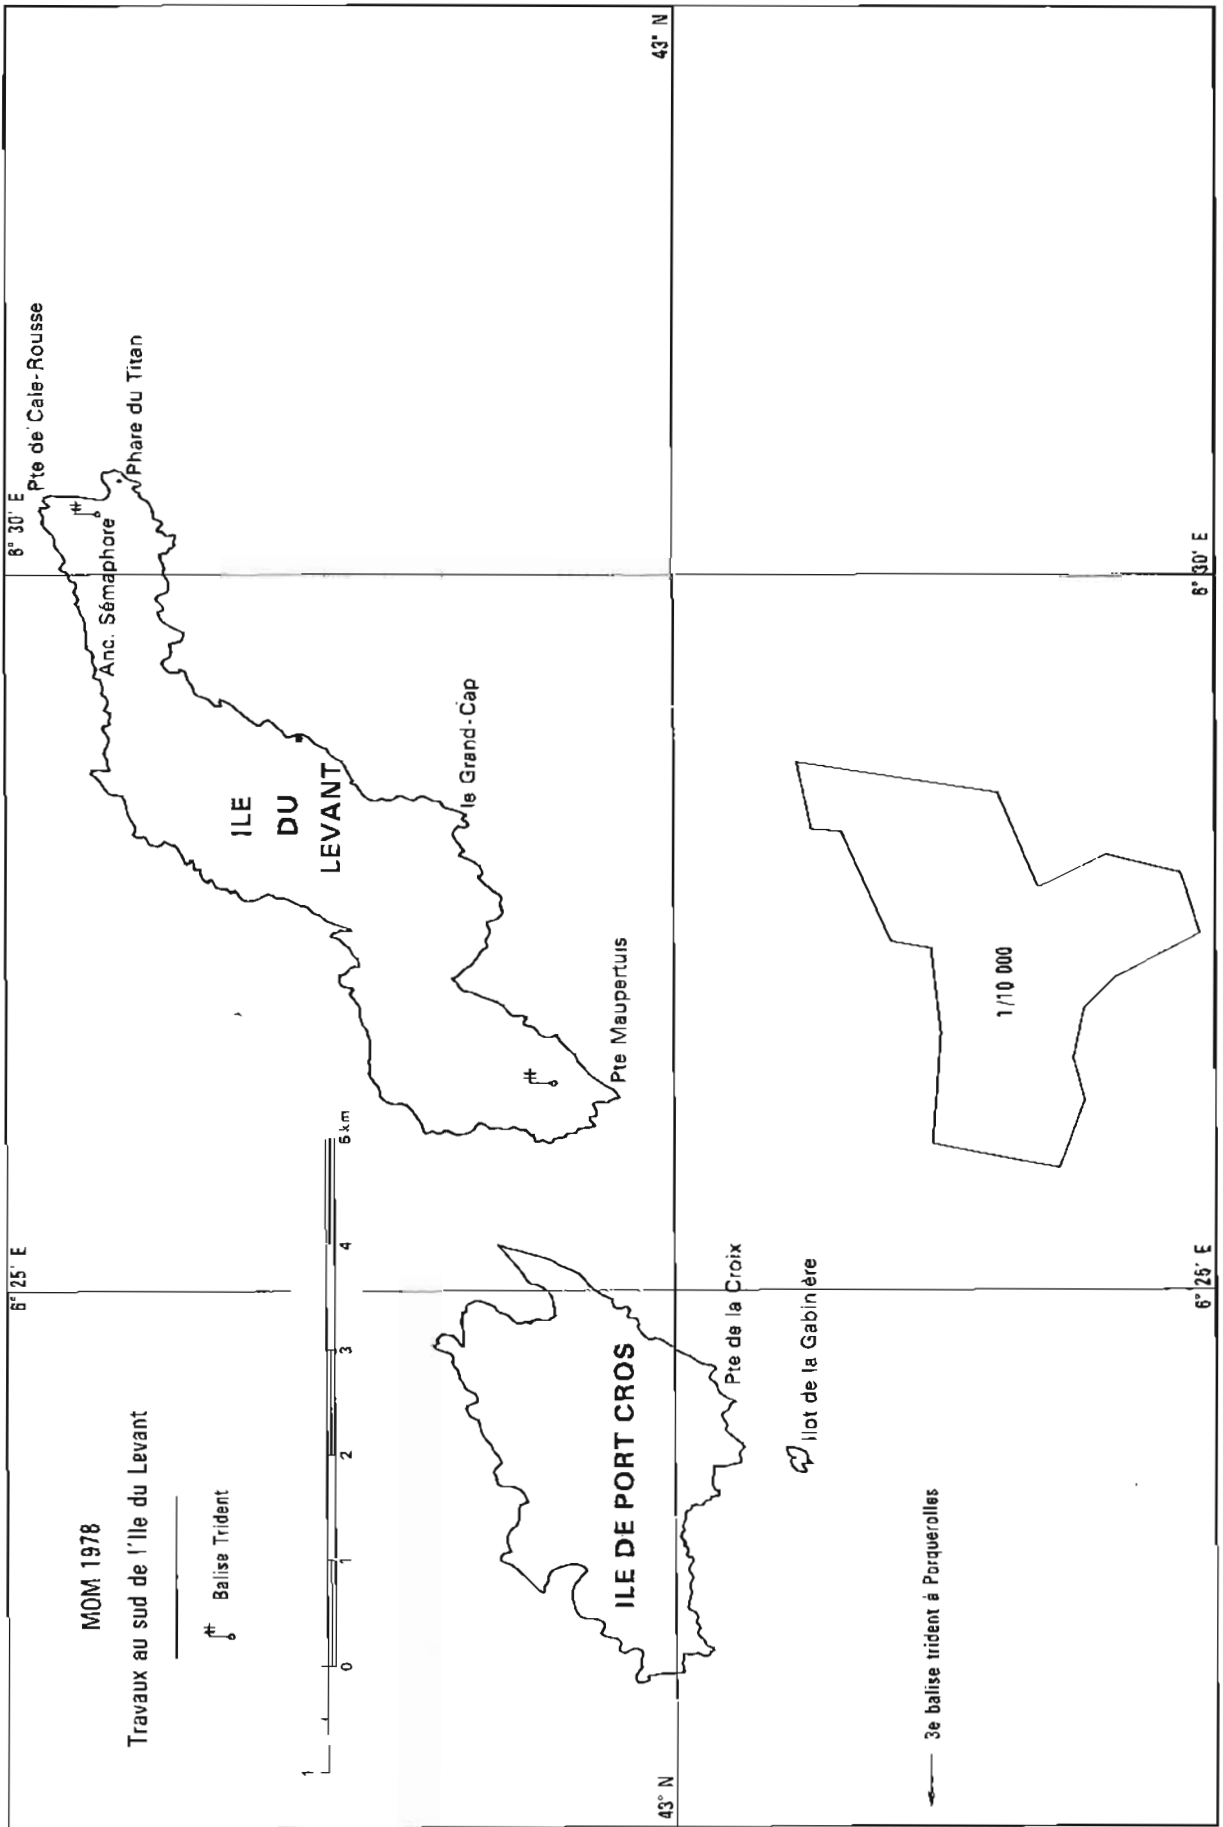 MOM 1978
Travaux au sud de l'Ile du Levant
Balise Trident
1
0
1
2
3
4
5 km
6° 25' E
6° 30' E
Pte de Cale-Rousse
Phare du Titan
Anc. Sémaphore
ILE
DU
LEVANT
le Grand-Cap
Pte Maupertuis
43° N
43° N
ILE DE PORT CROS
Pte de la Croix
Ilot de la Gabinière
1/10 000
3e balise trident à Porquerolles
6° 25' E
6° 30' E